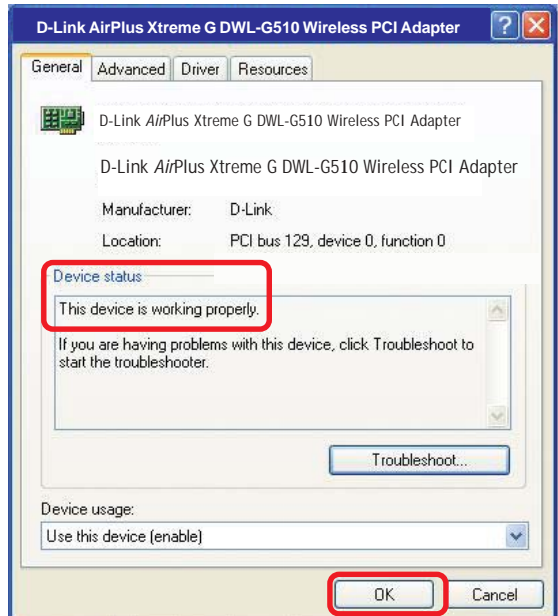 D-Link AirPlus Xtreme G DWL-G510 Wireless PCI Adapter
General Advanced Driver Resources
D-Link AirPlus Xtreme G DWL-G510 Wireless PCI Adapter
D-Link AirPlus Xtreme G DWL-G510 Wireless PCI Adapter
Manufacturer: D-Link
Location: PCI bus 129, device 0, function 0
Device status
This device is working properly.
If you are having problems with this device, click Troubleshoot to
start the troubleshooter.
Troubleshoot...
Device usage:
Use this device (enable)
OK Cancel